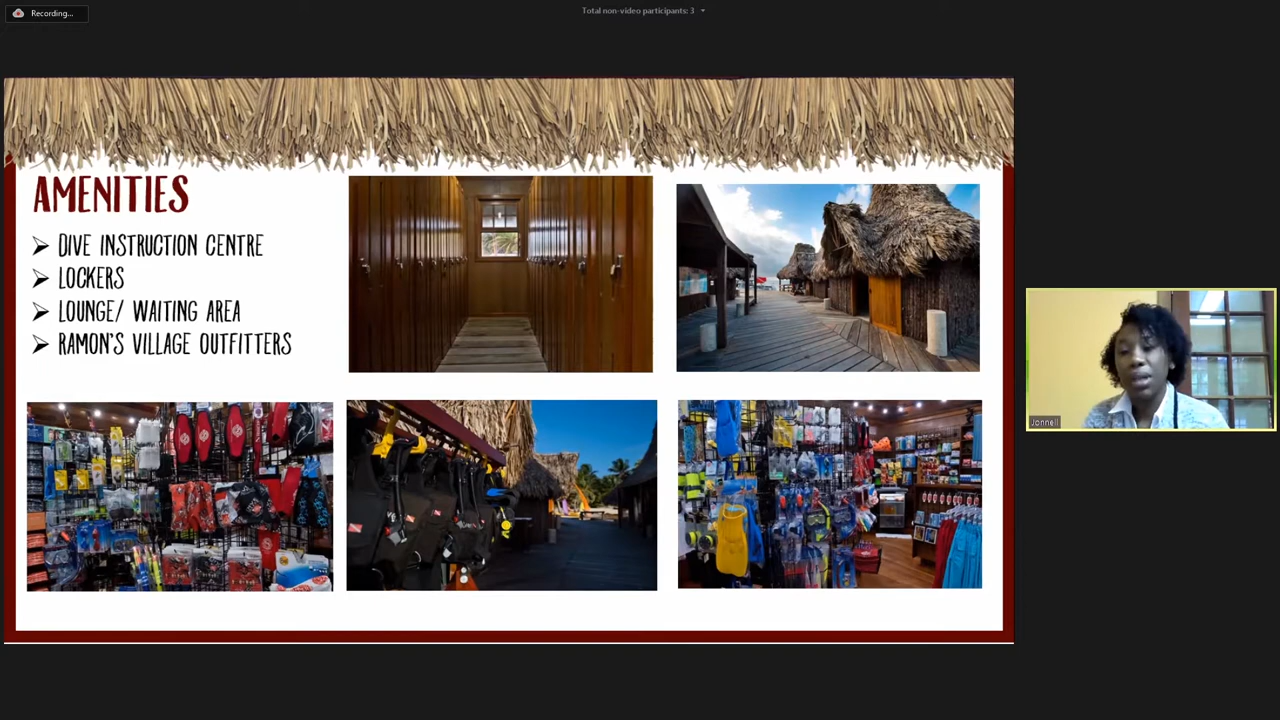 Recording...
Total non-video participants: 3
AMENITIES
DIVE INSTRUCTION CENTRE
LOCKERS
LOUNGE/ WAITING AREA
RAMON'S VILLAGE OUTFITTERS
Jonnell